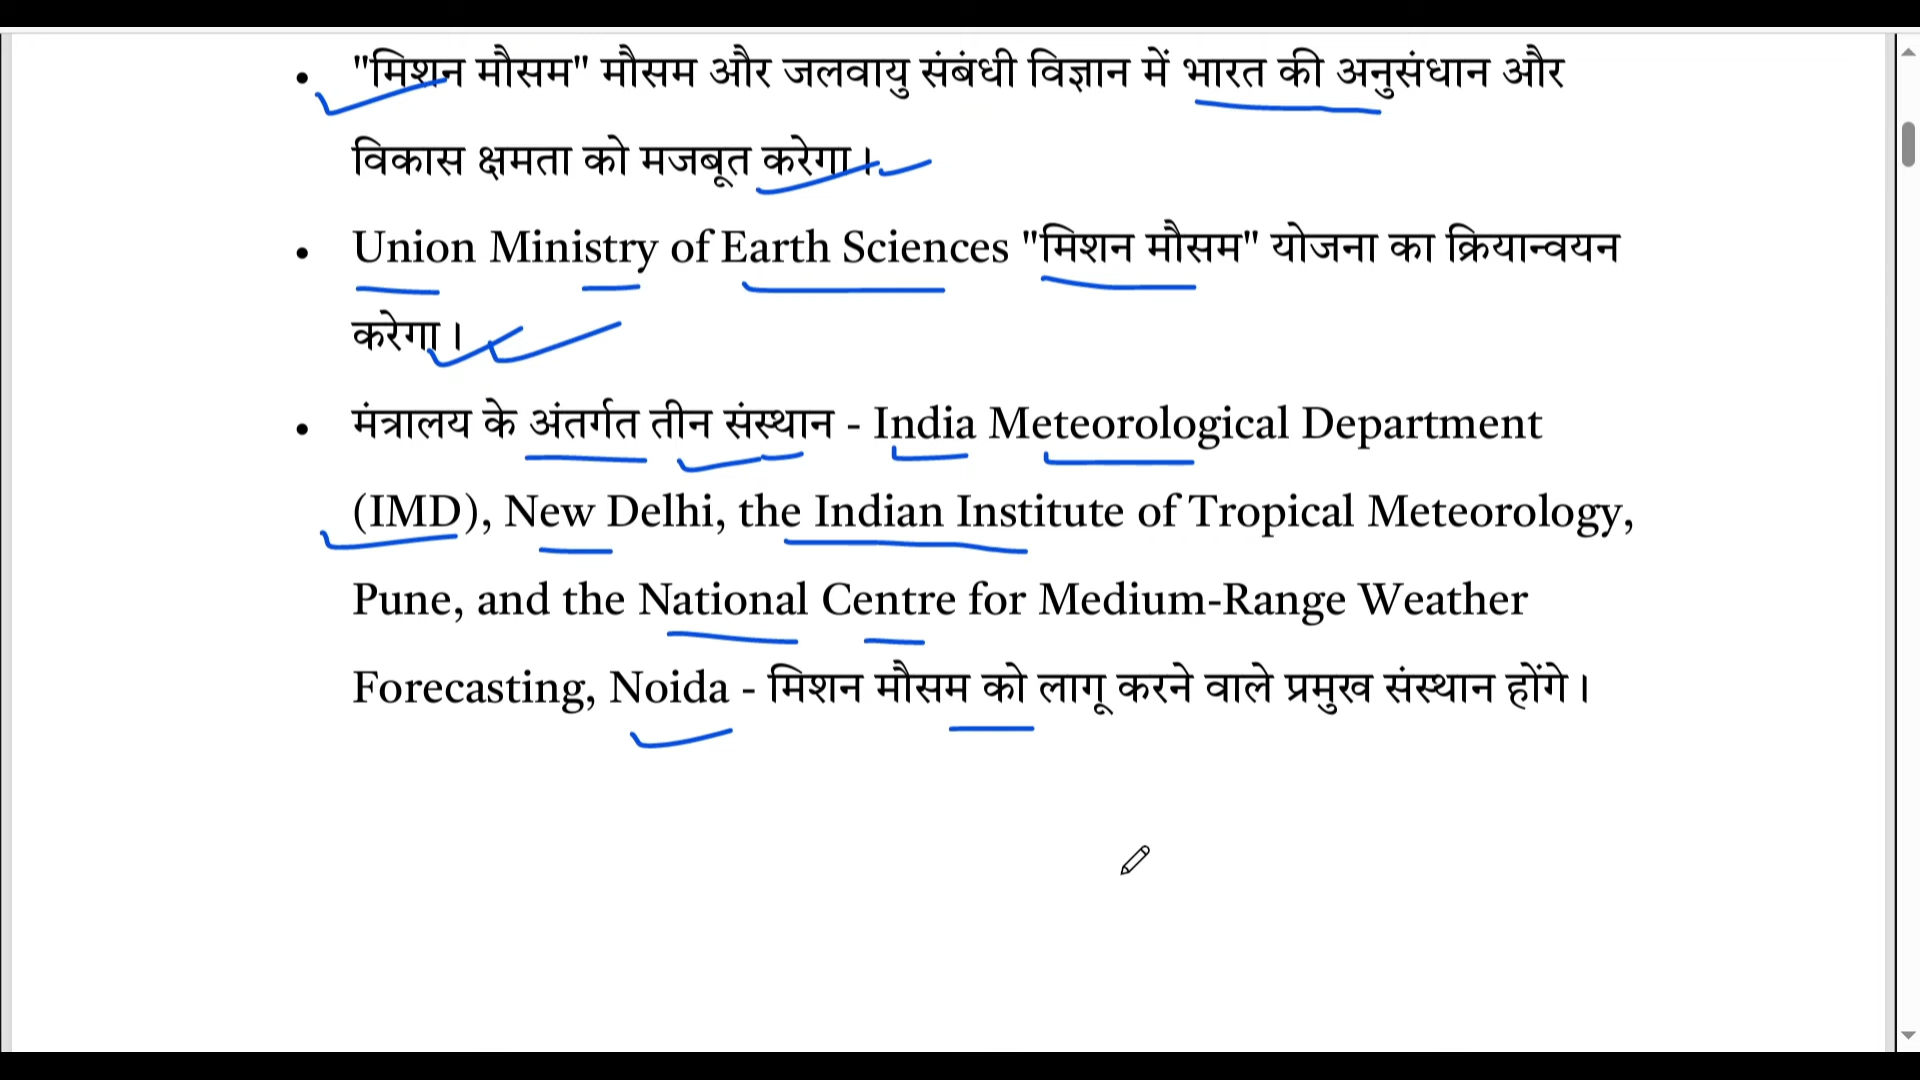 • "मिशन मौसम" मौसम और जलवायु संबंधी विज्ञान में भारत की अनुसंधान और
विकास क्षमता को मजबूत करेगा।
• Union Ministry of Earth Sciences "मिशन मौसम" योजना का क्रियान्वयन
करेगा।
• मंत्रालय के अंतर्गत तीन संस्थान - India Meteorological Department
(IMD), New Delhi, the Indian Institute of Tropical Meteorology,
Pune, and the National Centre for Medium-Range Weather
Forecasting, Noida - मिशन मौसम को लागू करने वाले प्रमुख संस्थान होंगे।